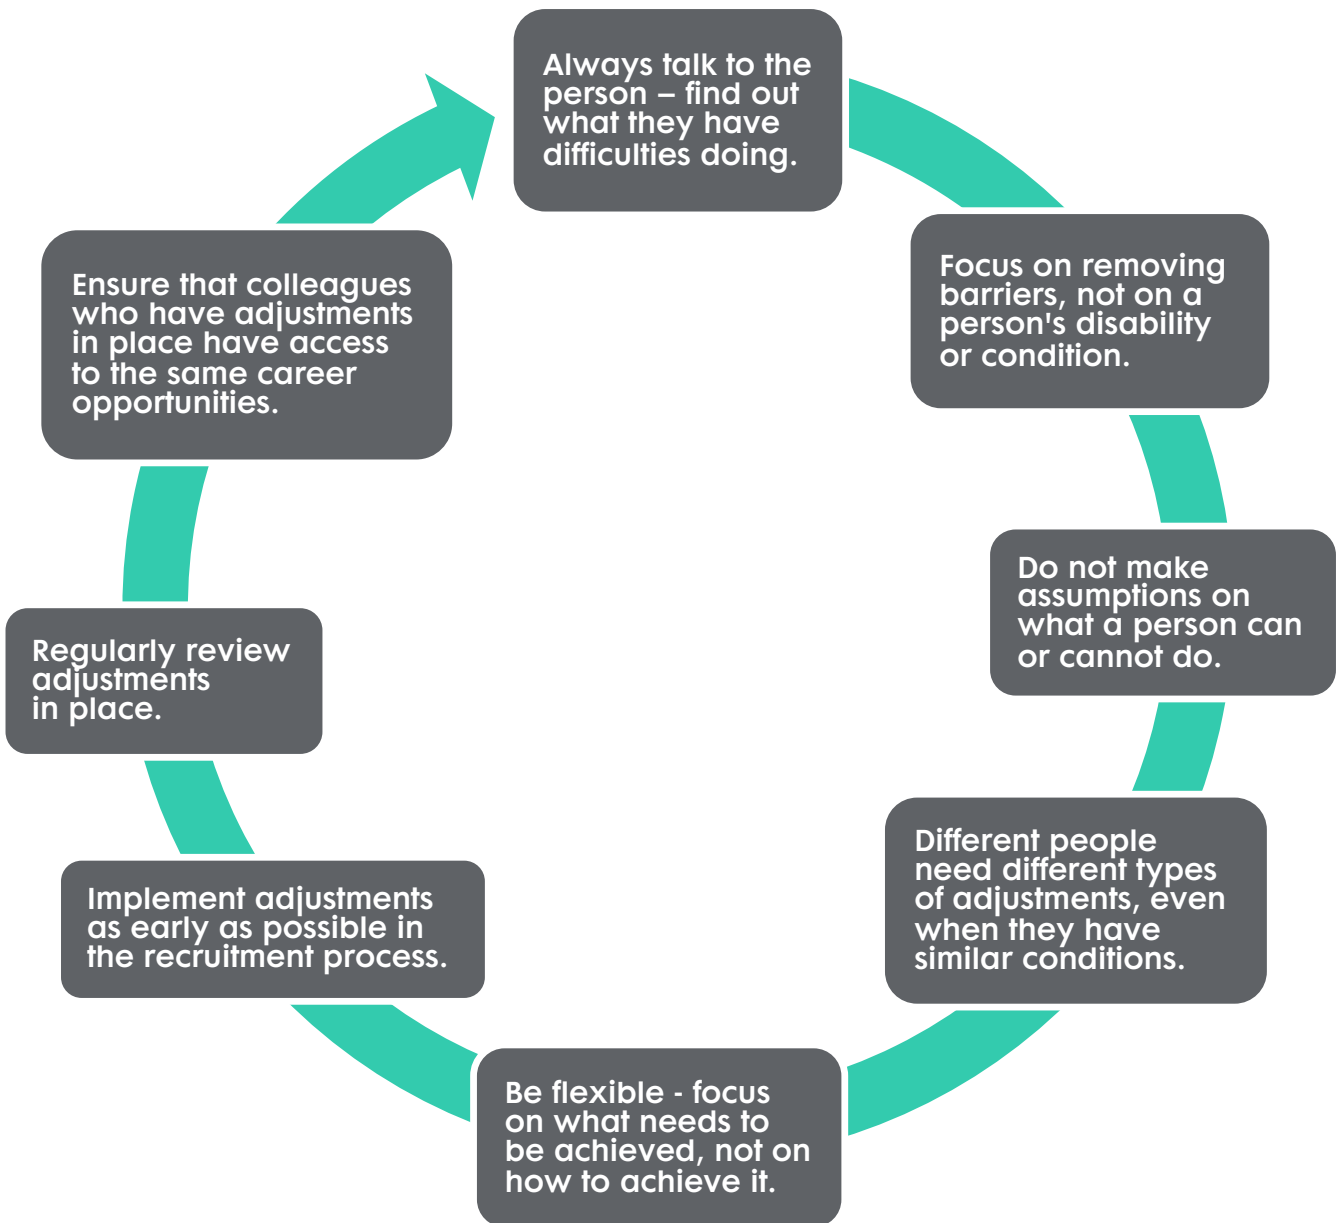 Always talk to the
person – find out
what they have
difficulties doing.
Focus on removing
barriers, not on a
person's disability
or condition.
Do not make
assumptions on
what a person can
or cannot do.
Different people
need different types
of adjustments, even
when they have
similar conditions.
Be flexible - focus
on what needs to
be achieved, not on
how to achieve it.
Implement adjustments
as early as possible in
the recruitment process.
Regularly review
adjustments
in place.
Ensure that colleagues
who have adjustments
in place have access
to the same career
opportunities.